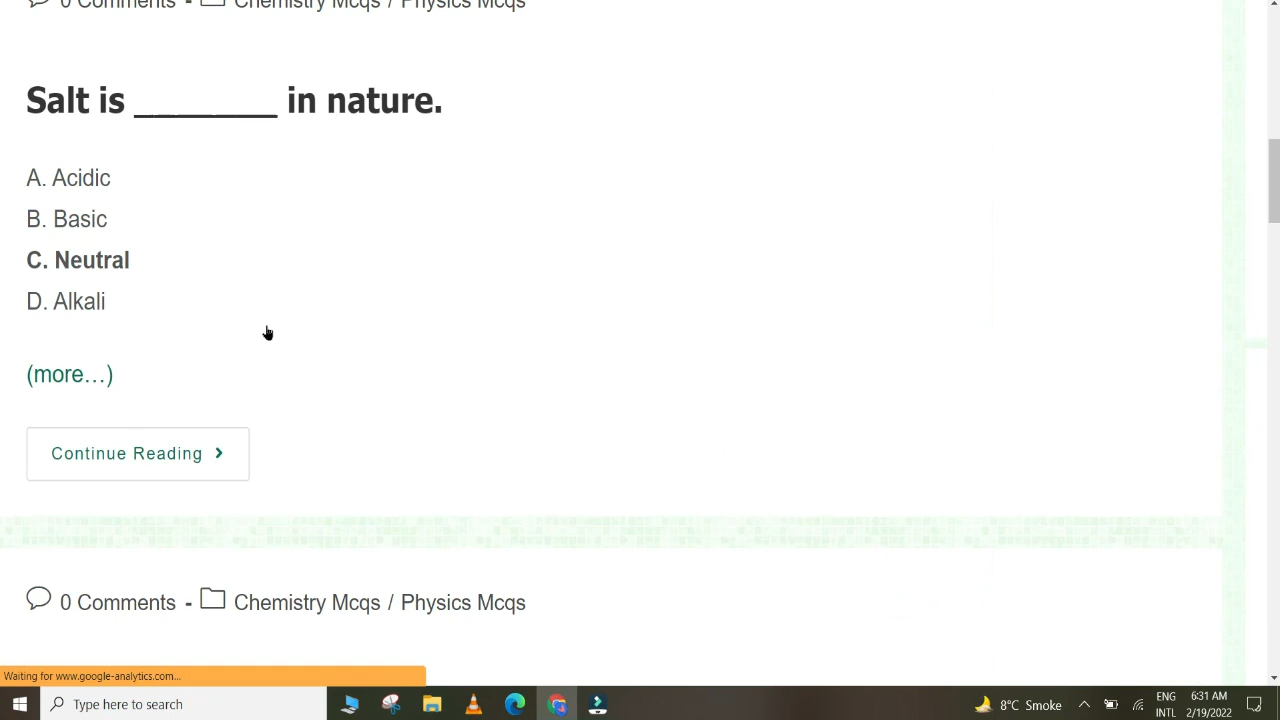 0 Comments - Chemistry Mcqs / Physics Mcqs
Salt is ________ in nature.
A. Acidic
B. Basic
C. Neutral
D. Alkali
(more…)
Continue Reading
0 Comments - Chemistry Mcqs / Physics Mcqs
Waiting for www.google-analytics.com...
Type here to search
8°C Smoke
ENG
INTL
6:31 AM
2/19/2022